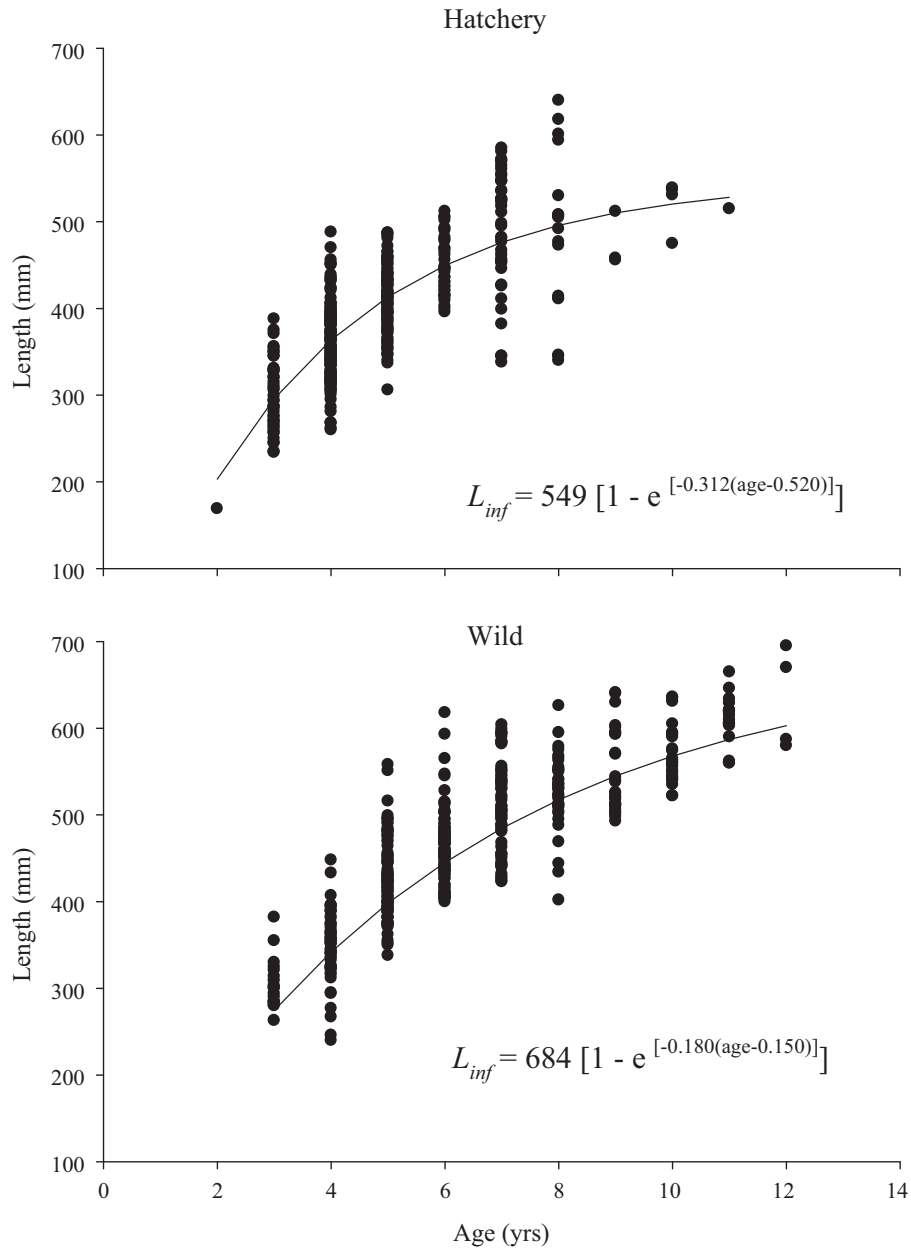 Hatchery
700
600
500
400
300
200
100
Length (mm)
L_inf = 549 [1 - e^[-0.312(age-0.520)]]
Wild
700
600
500
400
300
200
100
Length (mm)
L_inf = 684 [1 - e^[-0.180(age-0.150)]]
0 2 4 6 8 10 12 14
Age (yrs)